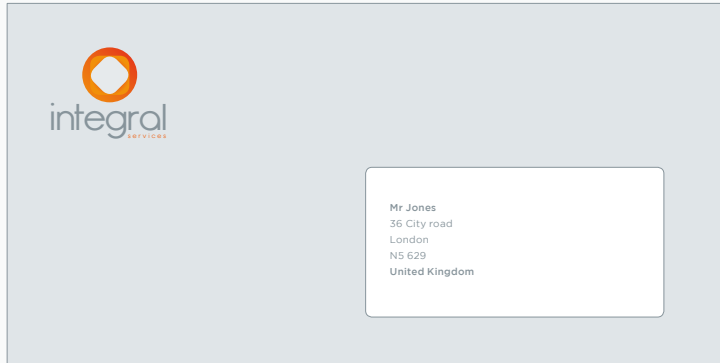 integral
services
Mr Jones
36 City road
London
N5 629
United Kingdom